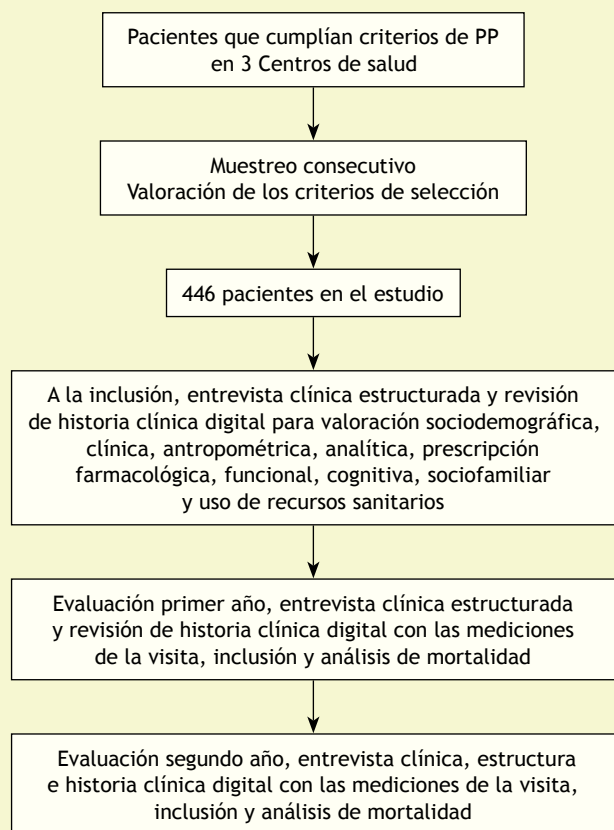 Pacientes que cumplían criterios de PP
en 3 Centros de salud
Muestreo consecutivo
Valoración de los criterios de selección
446 pacientes en el estudio
A la inclusión, entrevista clínica estructurada y revisión
de historia clínica digital para valoración sociodemográfica,
clínica, antropométrica, analítica, prescripción
farmacológica, funcional, cognitiva, sociofamiliar
y uso de recursos sanitarios
Evaluación primer año, entrevista clínica estructurada
y revisión de historia clínica digital con las mediciones
de la visita, inclusión y análisis de mortalidad
Evaluación segundo año, entrevista clínica, estructura
e historia clínica digital con las mediciones de la visita,
inclusión y análisis de mortalidad